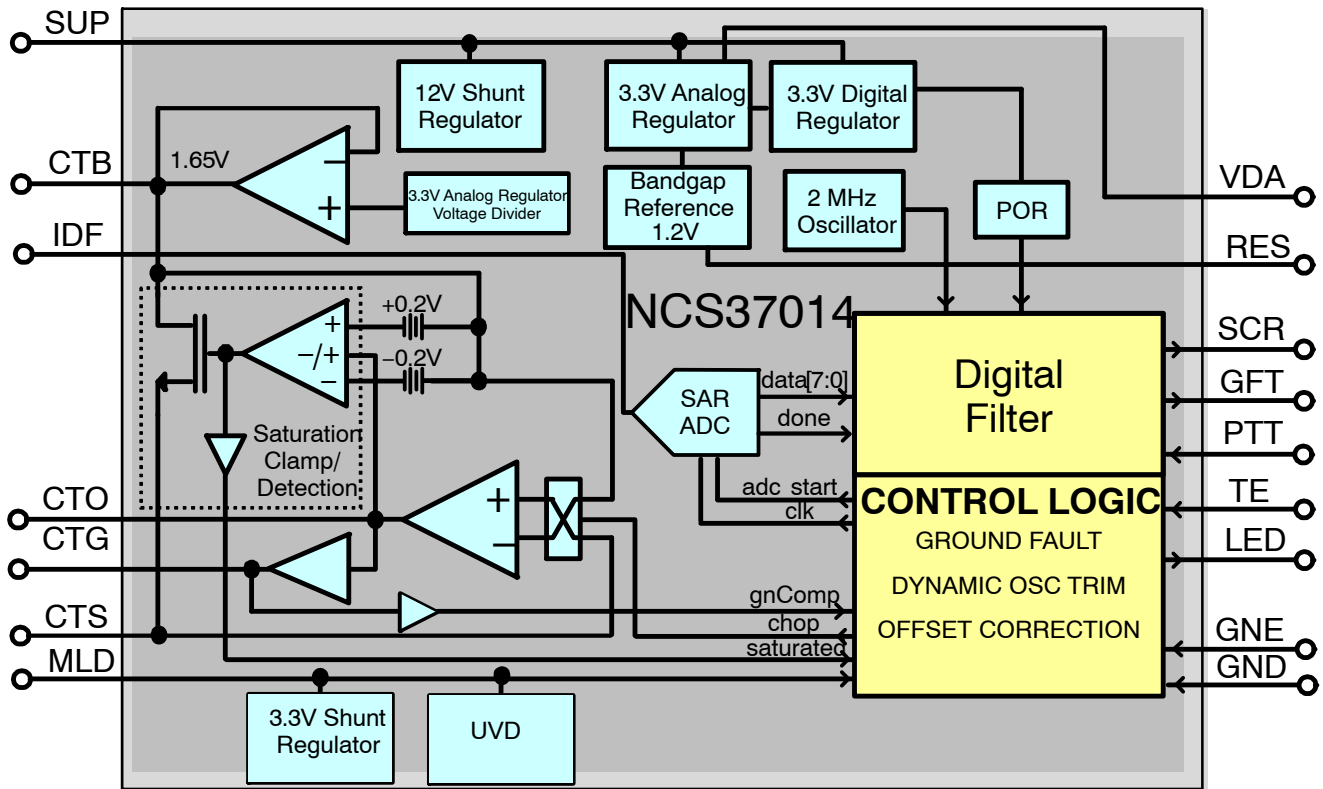 SUP
12V Shunt
Regulator
3.3V Analog
Regulator
3.3V Digital
Regulator
CTB
1.65V
−
+
3.3V Analog Regulator
Voltage Divider
Bandgap
Reference
1.2V
2 MHz
Oscillator
POR
VDA
IDF
RES
NCS37014
+0.2V
−0.2V
+
−/+
−
Saturation
Clamp/
Detection
SAR
ADC
data[7:0]
done
adc_start
clk
Digital
Filter
SCR
GFT
PTT
CTO
+
−
CTG
CONTROL LOGIC
GROUND FAULT
DYNAMIC OSC TRIM
OFFSET CORRECTION
TE
LED
gnComp
chop
saturated
CTS
MLD
GNE
GND
3.3V Shunt
Regulator
UVD